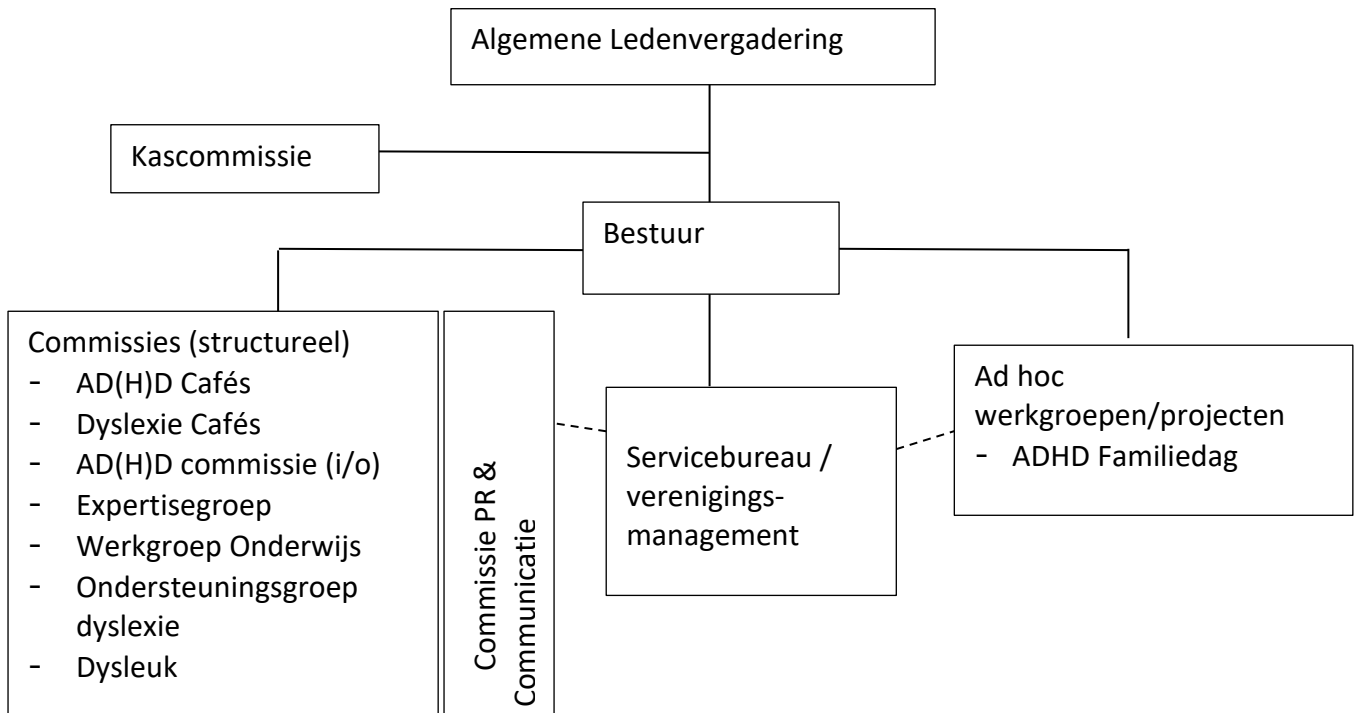 Algemene Ledenvergadering
Kascommissie
Bestuur
Commissies (structureel)
- AD(H)D Cafés
- Dyslexie Cafés
- AD(H)D commissie (i/o)
- Expertisegroep
- Werkgroep Onderwijs
- Ondersteuningsgroep
dyslexie
- Dysleuk
Commissie PR &
Communicatie
Servicebureau /
verenigings-
management
Ad hoc
werkgroepen/projecten
- ADHD Familiedag